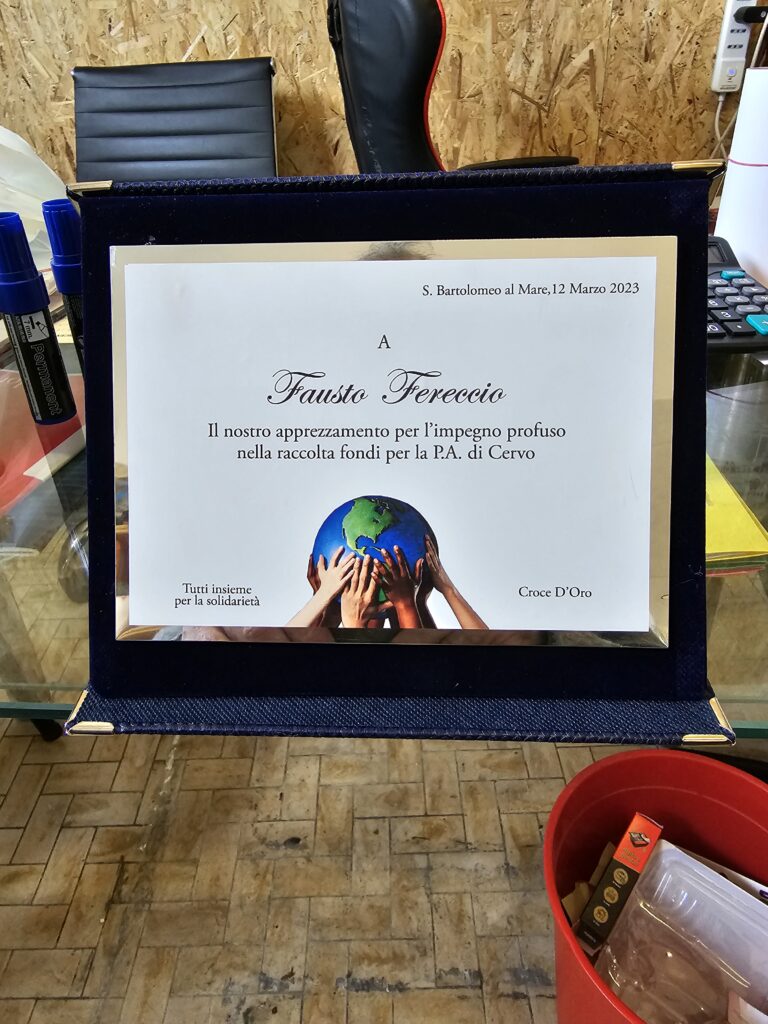 S. Bartolomeo al Mare,12 Marzo 2023
A
Fausto Fereccio
Il nostro apprezzamento per l'impegno profuso
nella raccolta fondi per la P.A. di Cervo
Tutti insieme
per la solidarietà
Croce D'Oro
permanent